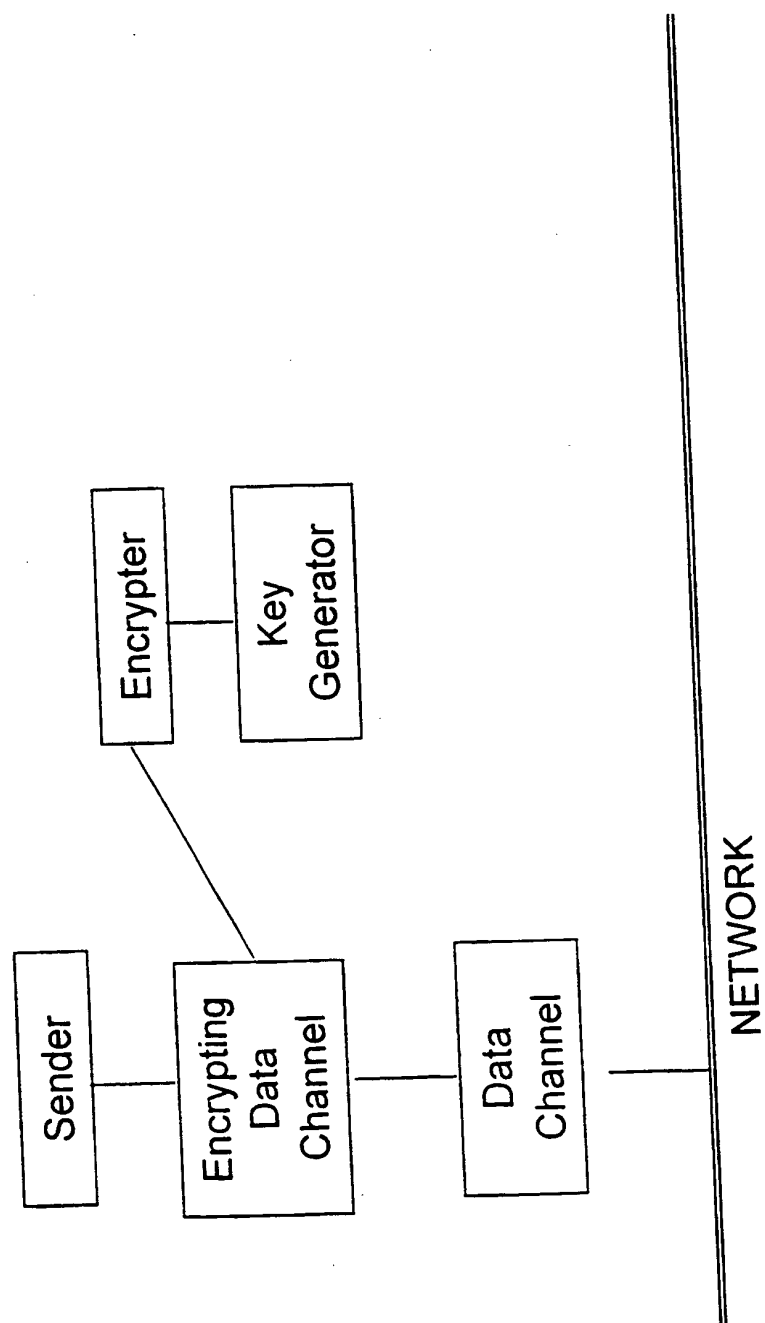 Sender
Encrypting
Data
Channel
Data
Channel
Encrypter
Key
Generator
NETWORK